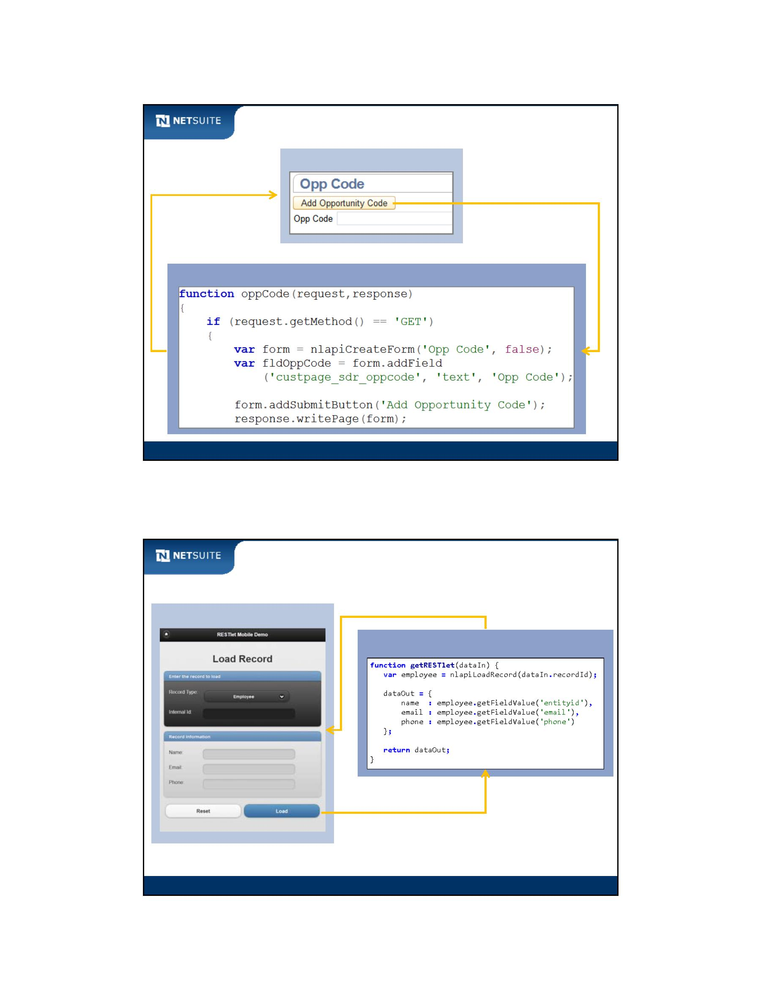 NETSUITE
Opp Code
Add Opportunity Code
Opp Code
function oppCode(request,response)
{
if (request.getMethod() == 'GET')
{
var form = nlapiCreateForm('Opp Code', false);
var fldOppCode = form.addField
('custpage_sdr_oppcode', 'text', 'Opp Code');
form.addSubmitButton('Add Opportunity Code');
response.writePage(form);
NETSUITE
RESTlet Mobile Demo
Load Record
Enter the record to load
Record Type:
Employee
Internal Id:
Record Information
Name:
Email:
Phone:
Reset
Load
function getRESTlet(dataIn) {
var employee = nlapiLoadRecord(dataIn.recordId);
dataOut = {
name : employee.getFieldValue('entityid'),
email : employee.getFieldValue('email'),
phone : employee.getFieldValue('phone')
};
return dataOut;
}